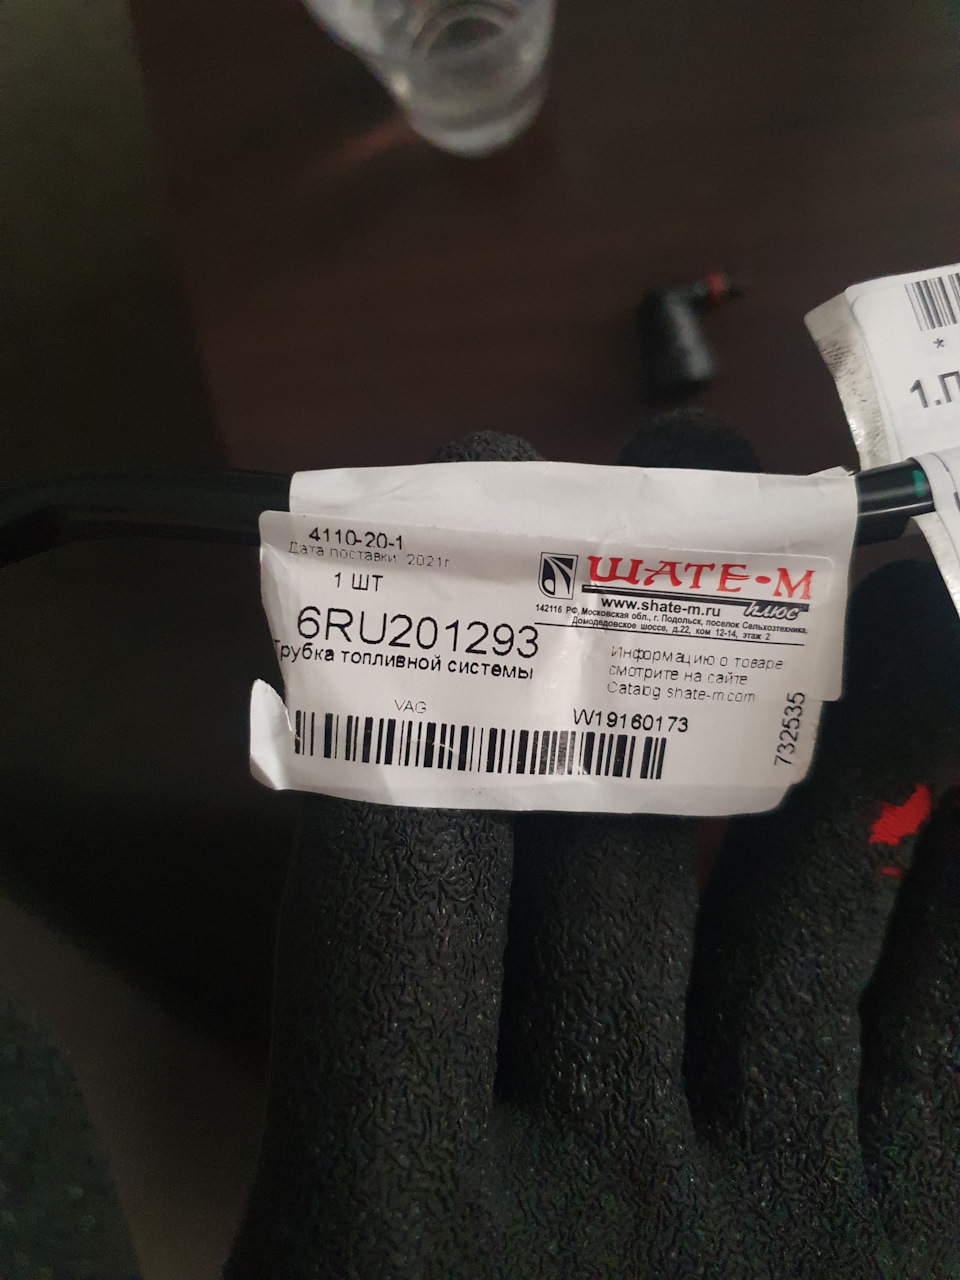 4110-20-1
Дата поставки: 2021г
1 ШТ
6RU201293
Трубка топливной системы
VAG
W19160173
ШАТЕ-М
плюс
www.shate-m.ru
142116 РФ, Московская обл., г. Подольск, поселок Сельхозтехника,
Домодедовское шоссе, д.22, ком 12-14, этаж 2
Информацию о товаре
смотрите на сайте
Catalog.shate-m.com
732535
*
1.П